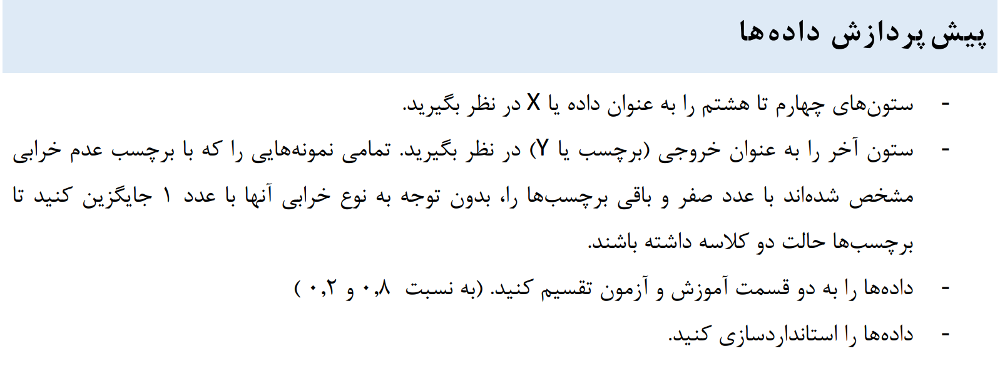 پیش پردازش داده‌ها
- ستون‌های چهارم تا هشتم را به عنوان داده یا X در نظر بگیرید.
- ستون آخر را به عنوان خروجی (برچسب یا Y) در نظر بگیرید. تمامی نمونه‌هایی را که با برچسب عدم خرابی
مشخص شده‌اند با عدد صفر و باقی برچسب‌ها را، بدون توجه به نوع خرابی آنها با عدد ۱ جایگزین کنید تا
برچسب‌ها حالت دو کلاسه داشته باشند.
- داده‌ها را به دو قسمت آموزش و آزمون تقسیم کنید. (به نسبت ۰,۸ و ۰,۲ )
- داده‌ها را استانداردسازی کنید.